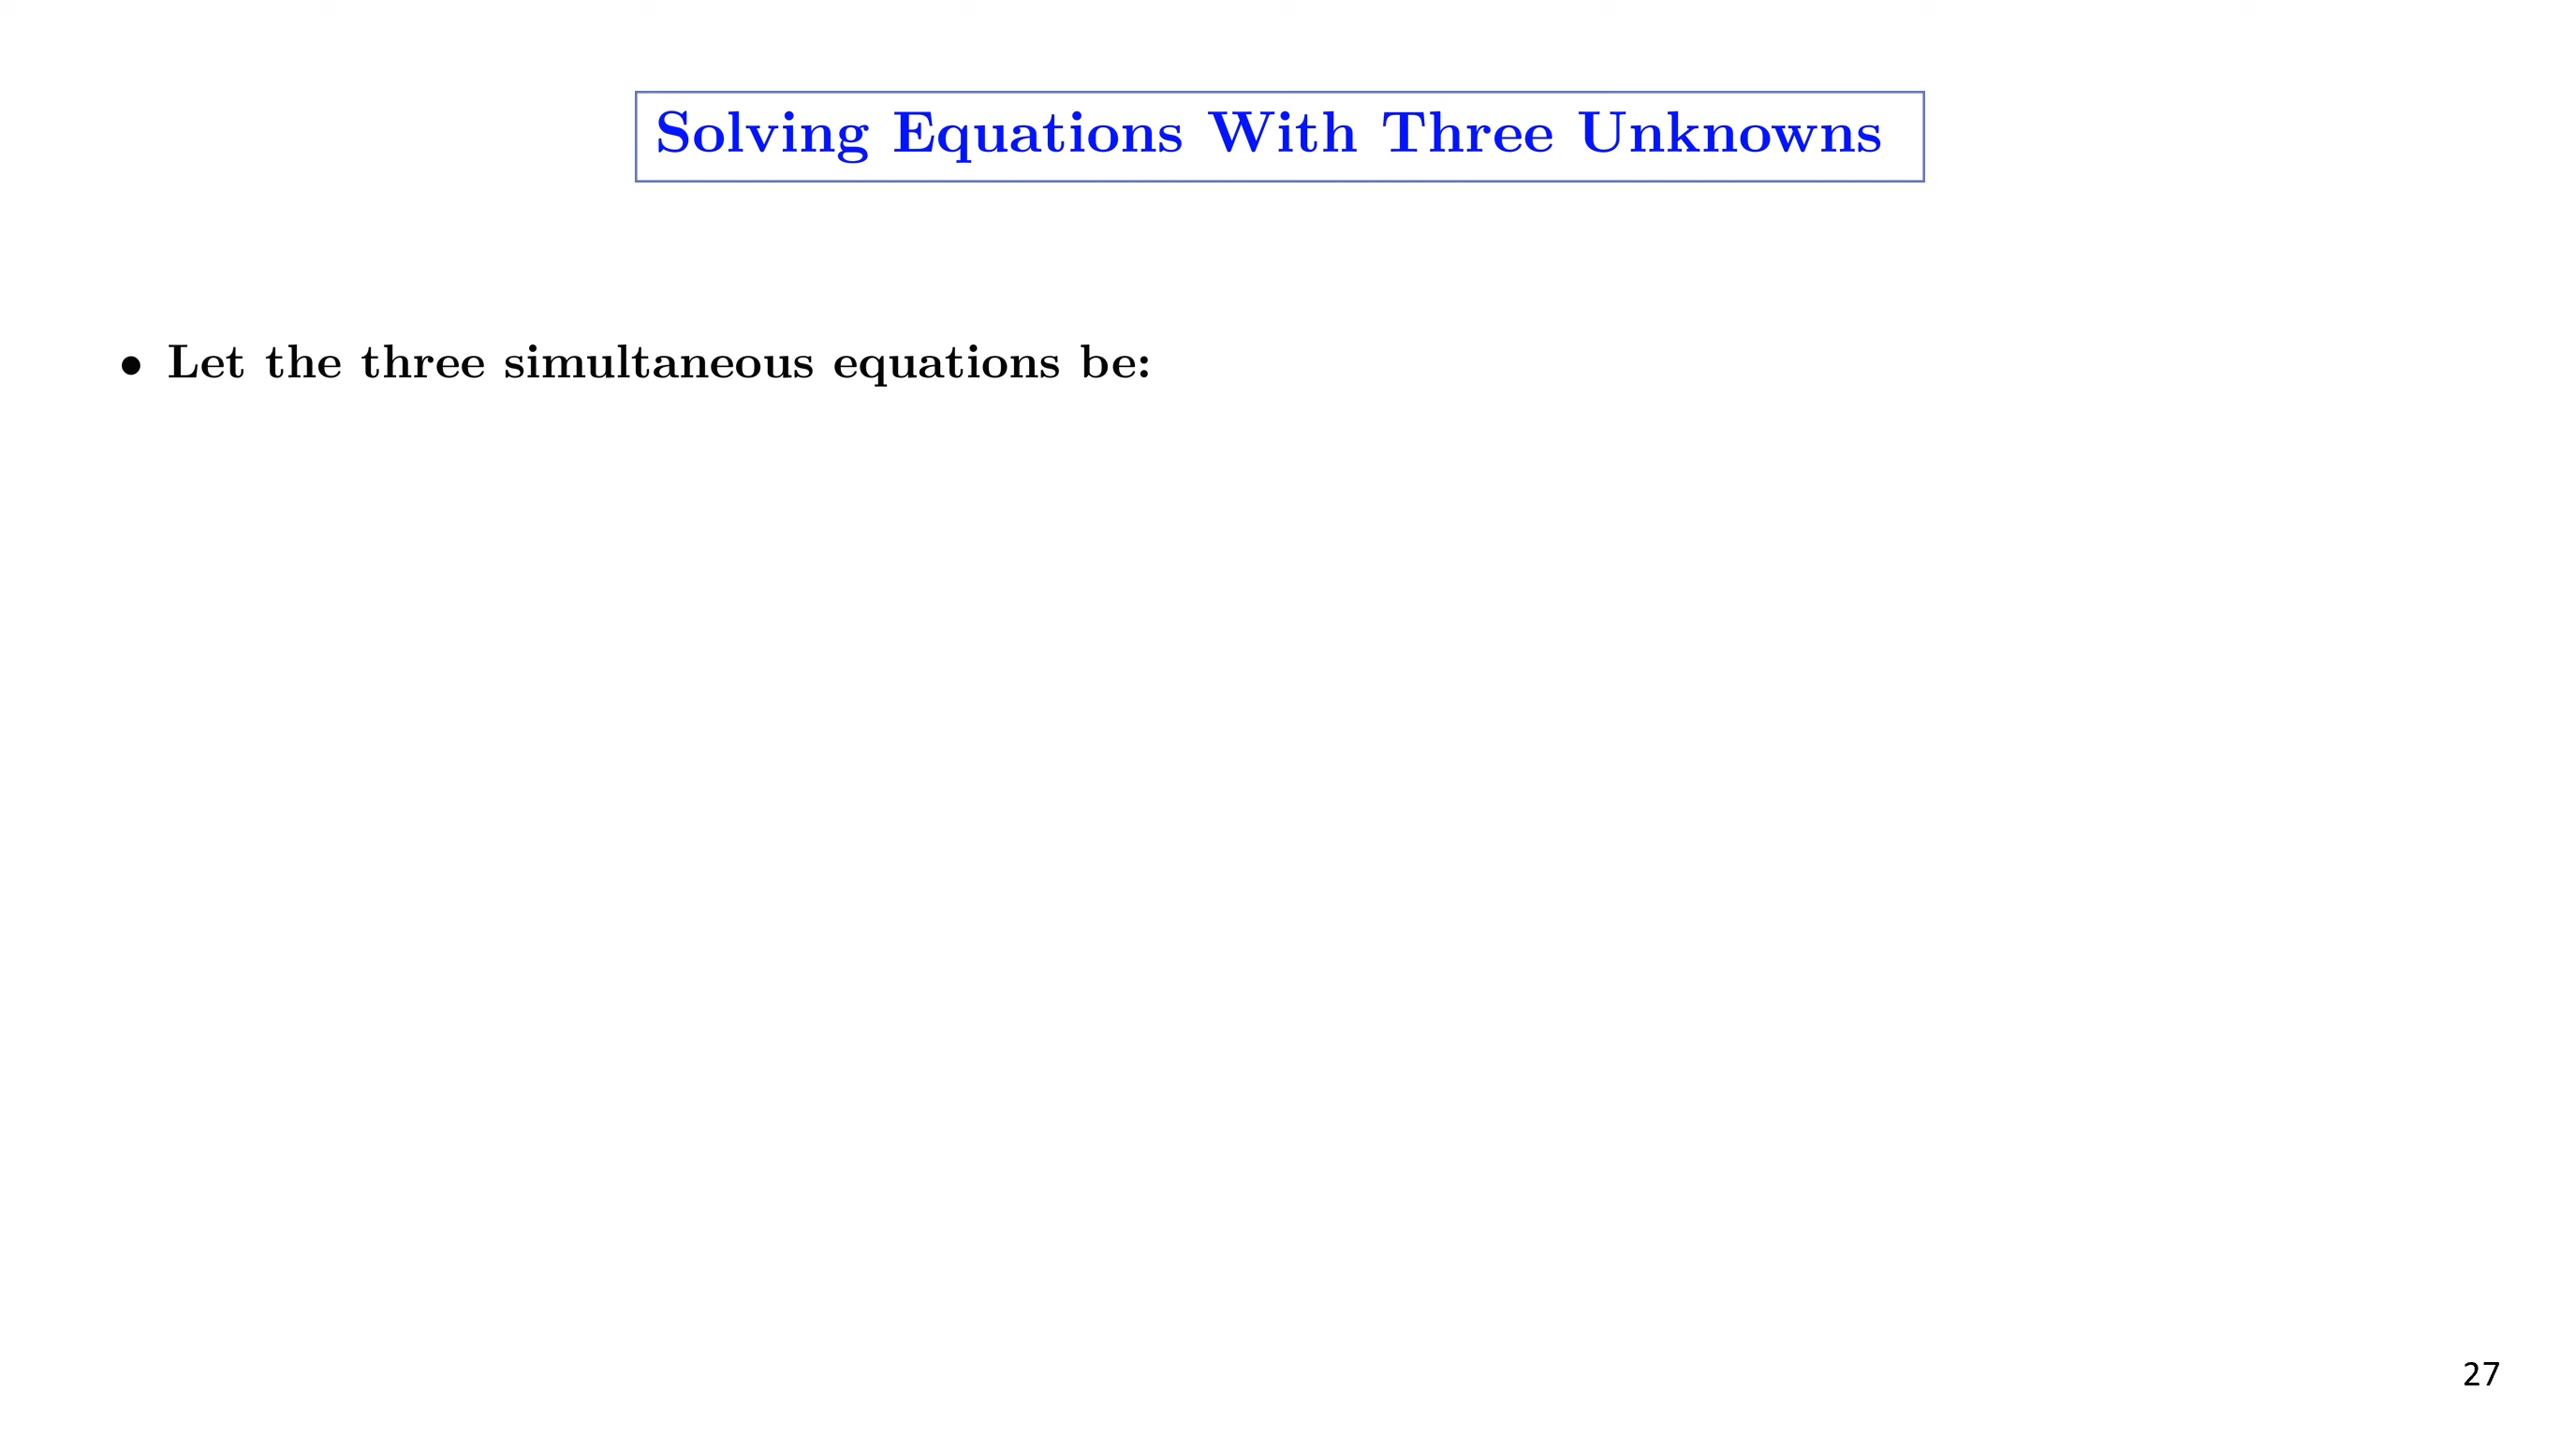 Solving Equations With Three Unknowns
• Let the three simultaneous equations be:
27